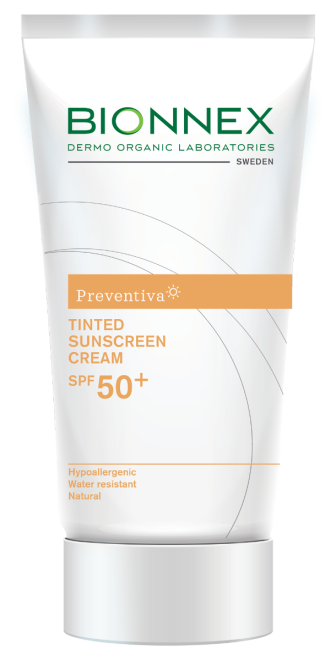 BIONNEX
DERMO ORGANIC LABORATORIES
SWEDEN
Preventiva
TINTED
SUNSCREEN
CREAM
SPF 50+
Hypoallergenic
Water resistant
Natural